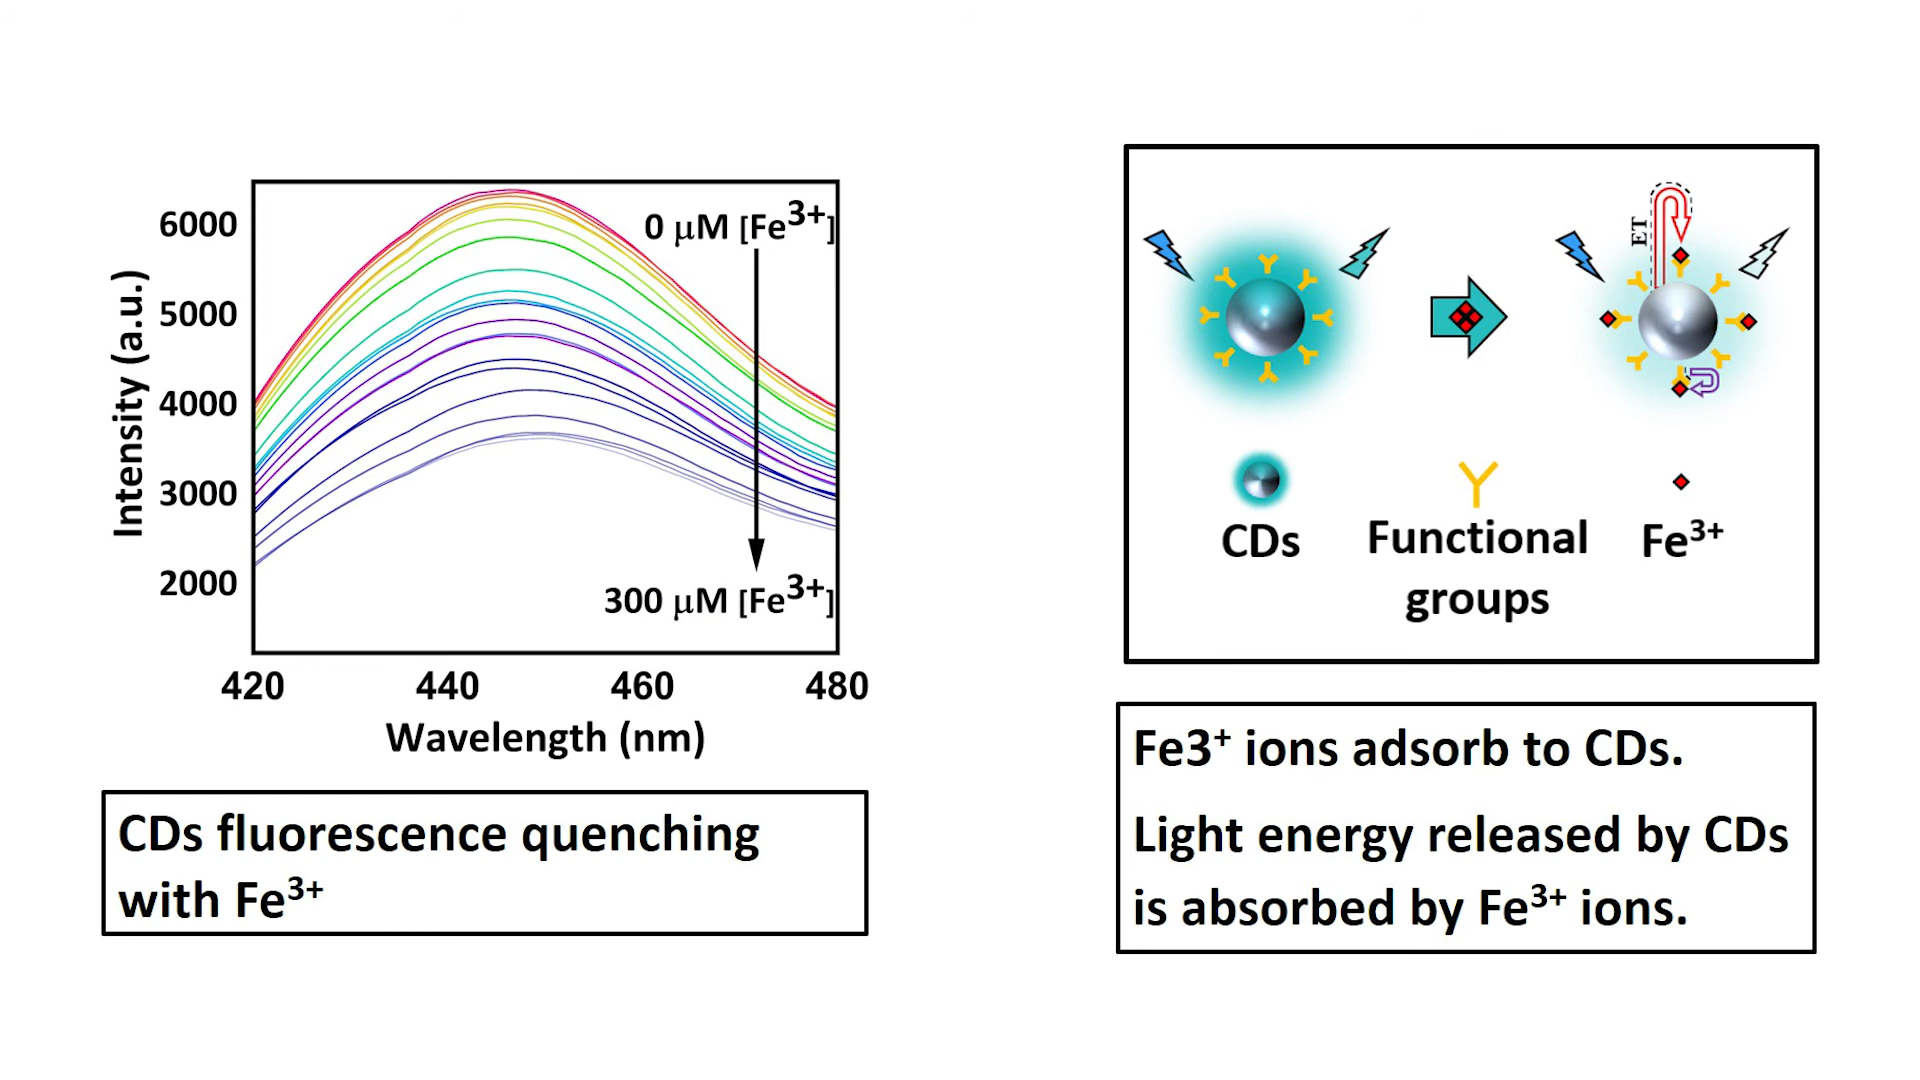 6000
5000
4000
3000
2000
Intensity (a.u.)
0 μM [Fe³⁺]
300 μM [Fe³⁺]
420 440 460 480
Wavelength (nm)
CDs fluorescence quenching
with Fe³⁺
ET
CDs
Functional
groups
Fe³⁺
Fe3⁺ ions adsorb to CDs.
Light energy released by CDs
is absorbed by Fe³⁺ ions.